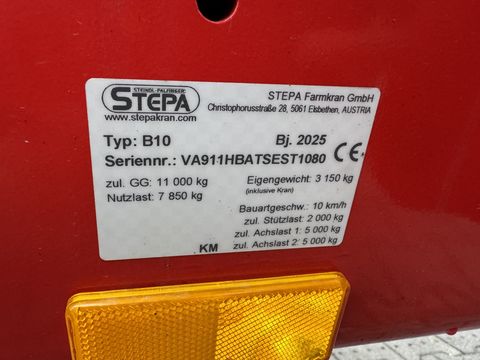 STEINDL-PALFINGER
STEPA
www.stepakran.com
STEPA Farmkran GmbH
Christophorusstraße 28, 5061 Elsbethen, AUSTRIA
Typ: B10
Bj. 2025
Seriennr.: VA911HBATSEST1080 CE
zul. GG: 11 000 kg
Nutzlast: 7 850 kg
Eigengewicht: 3 150 kg
(inklusive Kran)
Bauartgeschw.: 10 km/h
zul. Stützlast: 2 000 kg
zul. Achslast 1: 5 000 kg
zul. Achslast 2: 5 000 kg
KM